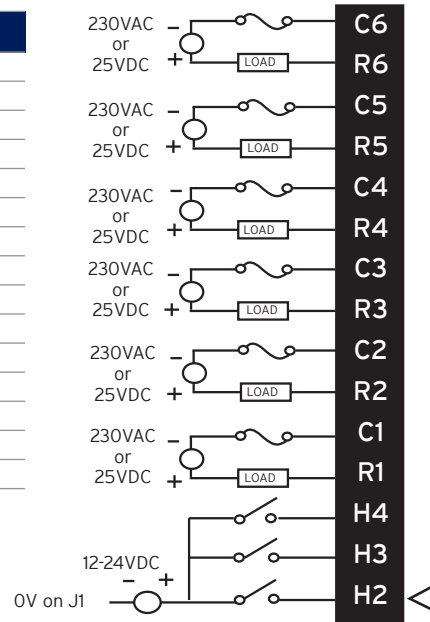 230VAC
or
25VDC
−
+
LOAD
C6
R6
230VAC
or
25VDC
−
+
LOAD
C5
R5
230VAC
or
25VDC
−
+
LOAD
C4
R4
230VAC
or
25VDC
−
+
LOAD
C3
R3
230VAC
or
25VDC
−
+
LOAD
C2
R2
230VAC
or
25VDC
−
+
LOAD
C1
R1
H4
H3
12-24VDC
− +
0V on J1
H2